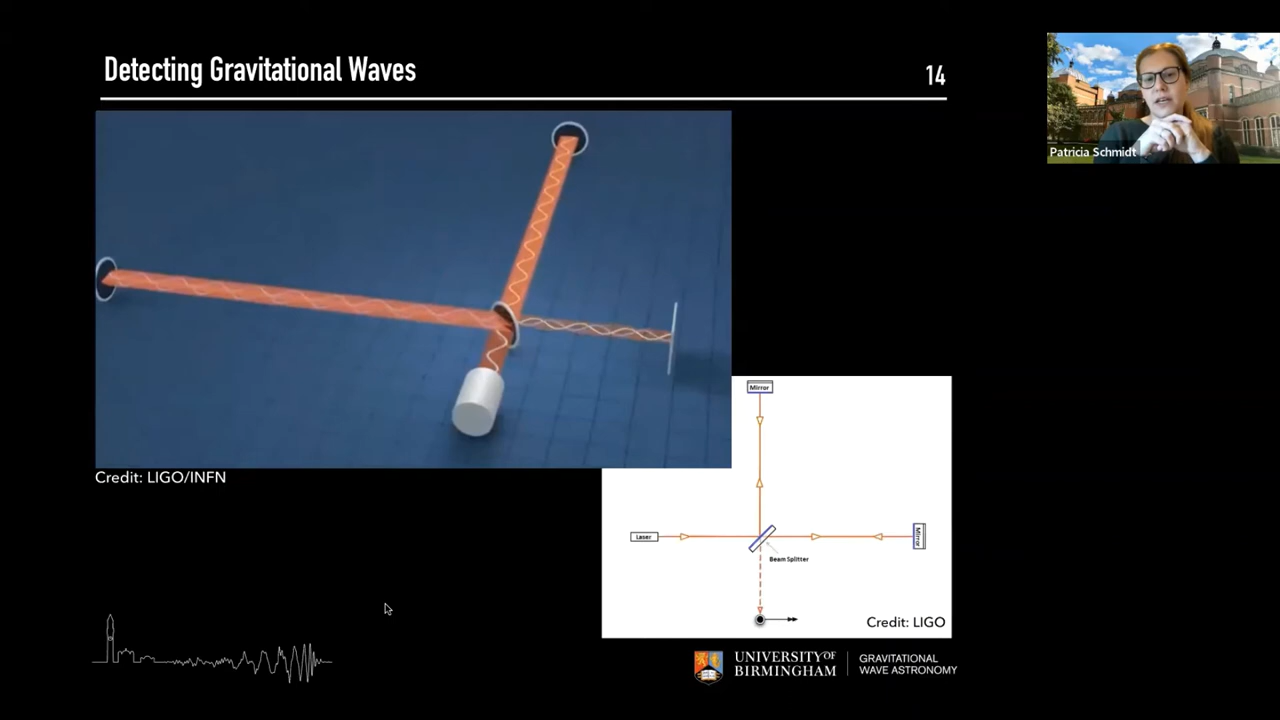 Detecting Gravitational Waves
14
Patricia Schmidt
Credit: LIGO/INFN
Mirror
Laser
Mirror
Beam Splitter
Credit: LIGO
UNIVERSITY OF
BIRMINGHAM
GRAVITATIONAL
WAVE ASTRONOMY